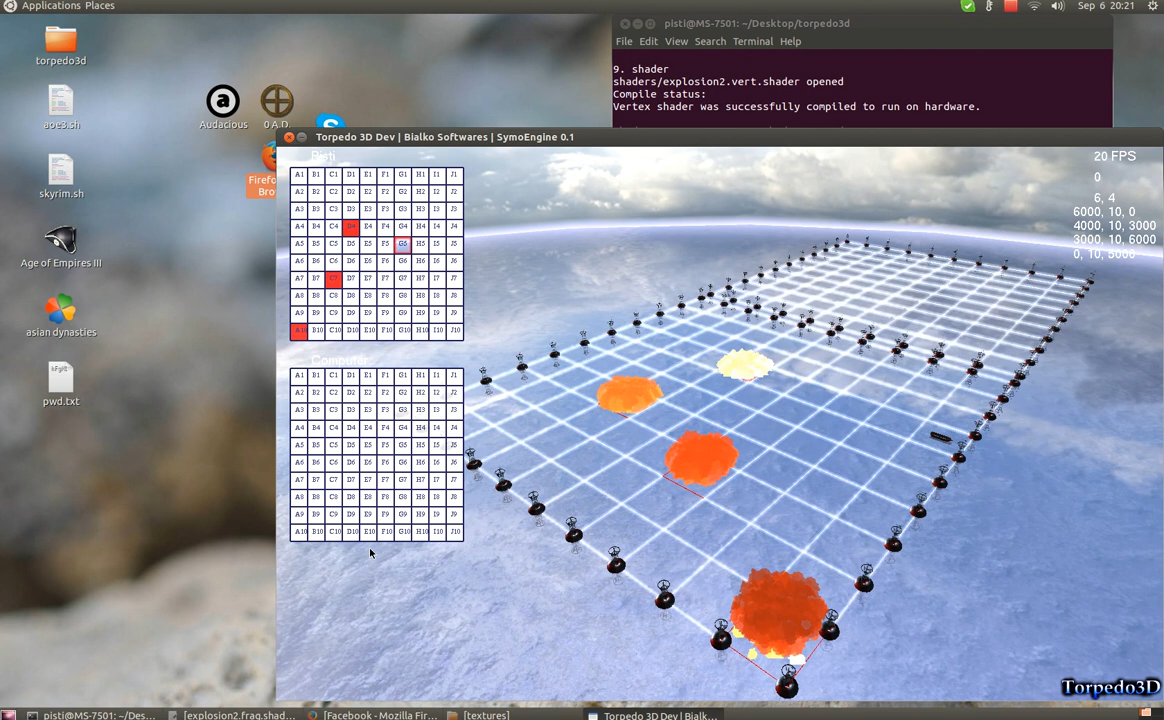 Applications Places
Sep 6 20:21
torpedo3d
aoe3.sh
skyrim.sh
Age of Empires III
asian dynasties
pwd.txt
Audacious
0 A.D.
Firefo
Bro
pisti@MS-7501: ~/Desktop/torpedo3d
File Edit View Search Terminal Help
9. shader
shaders/explosion2.vert.shader opened
Compile status:
Vertex shader was successfully compiled to run on hardware.
Torpedo 3D Dev | Bialko Softwares | SymoEngine 0.1
Pisti
A1 B1 C1 D1 E1 F1 G1 H1 I1 J1
A2 B2 C2 D2 E2 F2 G2 H2 I2 J2
A3 B3 C3 D3 E3 F3 G3 H3 I3 J3
A4 B4 C4 D4 E4 F4 G4 H4 I4 J4
A5 B5 C5 D5 E5 F5 G5 H5 I5 J5
A6 B6 C6 D6 E6 F6 G6 H6 I6 J6
A7 B7 C7 D7 E7 F7 G7 H7 I7 J7
A8 B8 C8 D8 E8 F8 G8 H8 I8 J8
A9 B9 C9 D9 E9 F9 G9 H9 I9 J9
A10 B10 C10 D10 E10 F10 G10 H10 I10 J10
Computer
A1 B1 C1 D1 E1 F1 G1 H1 I1 J1
A2 B2 C2 D2 E2 F2 G2 H2 I2 J2
A3 B3 C3 D3 E3 F3 G3 H3 I3 J3
A4 B4 C4 D4 E4 F4 G4 H4 I4 J4
A5 B5 C5 D5 E5 F5 G5 H5 I5 J5
A6 B6 C6 D6 E6 F6 G6 H6 I6 J6
A7 B7 C7 D7 E7 F7 G7 H7 I7 J7
A8 B8 C8 D8 E8 F8 G8 H8 I8 J8
A9 B9 C9 D9 E9 F9 G9 H9 I9 J9
A10 B10 C10 D10 E10 F10 G10 H10 I10 J10
20 FPS
0
6, 4
6000, 10, 0
4000, 10, 3000
3000, 10, 6000
0, 10, 5000
Torpedo3D
pisti@MS-7501: ~/Des...
[explosion2.frag.shad...
[Facebook - Mozilla Fir...
[textures]
Torpedo 3D Dev | Bialk...